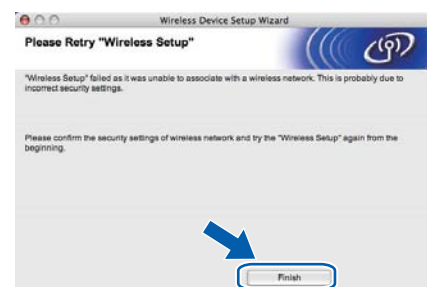 Wireless Device Setup Wizard
Please Retry "Wireless Setup"
"Wireless Setup" failed as it was unable to associate with a wireless network. This is probably due to
incorrect security settings.
Please confirm the security settings of wireless network and try the "Wireless Setup" again from the
beginning.
Finish